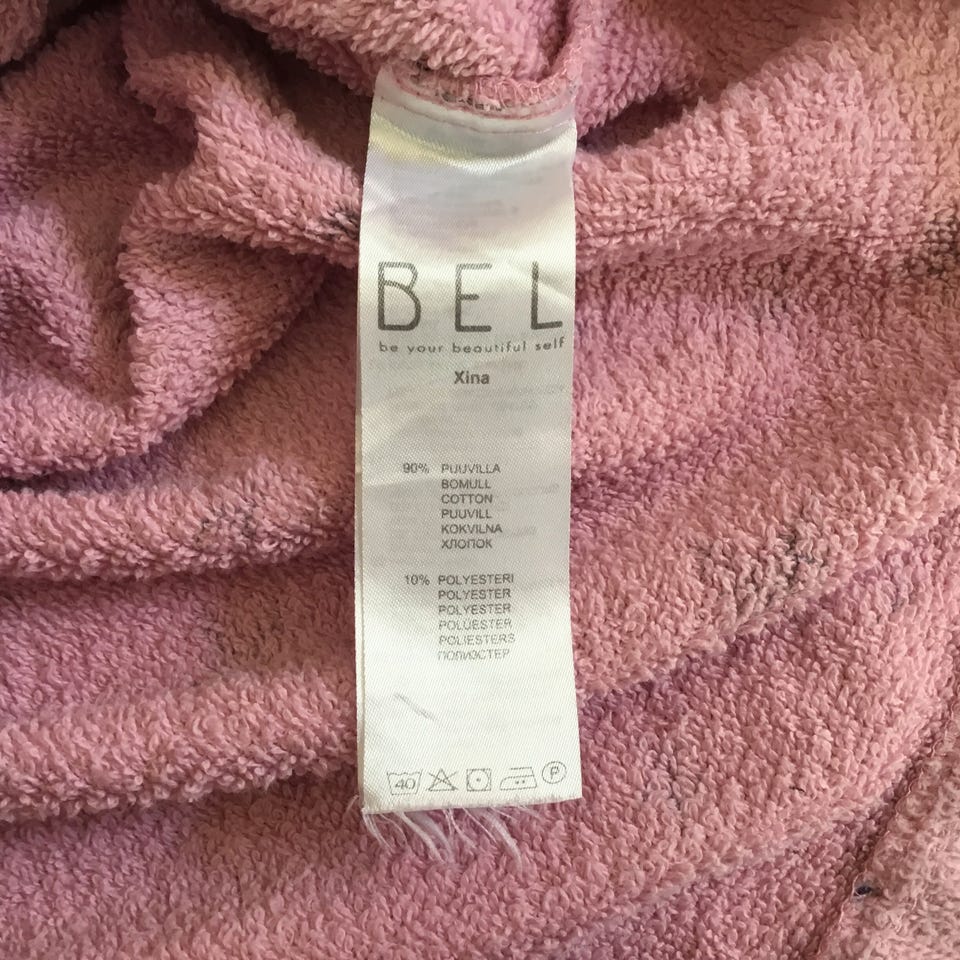 BEL
be your beautiful self
Xina
90% PUUVILLA
BOMULL
COTTON
PUUVILL
KOKVILNA
ХЛОПОК
10% POLYESTERI
POLYESTER
POLYESTER
POLÜESTER
POLIESTERS
ПОЛИЭСТЕР
40 P